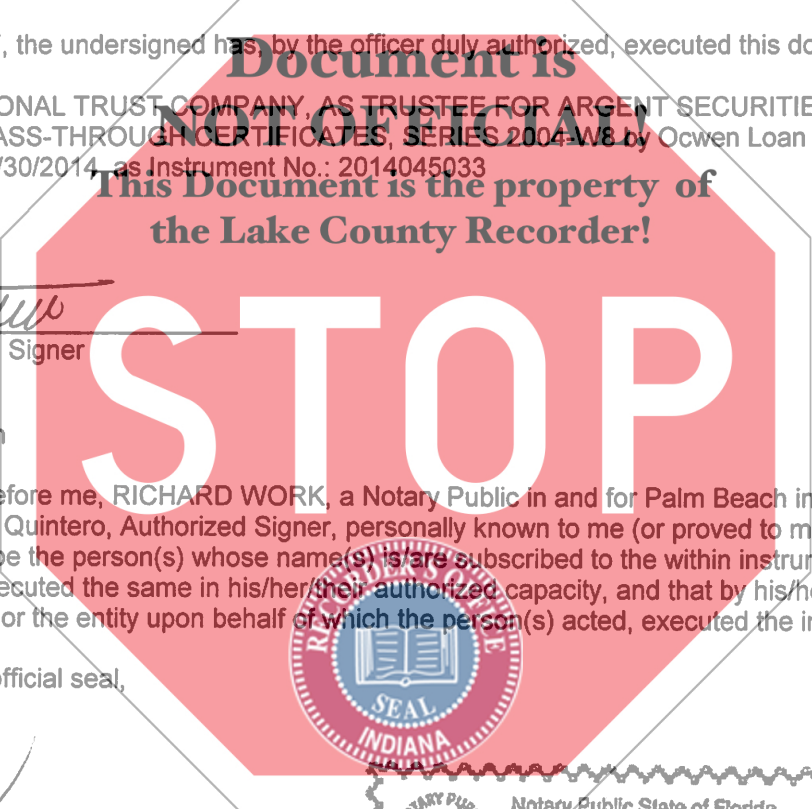 , the undersigned has, by the officer duly authorized, executed this do
Document is
ONAL TRUST COMPANY, AS TRUSTEE FOR ARGENT SECURITIE
NOT OFFICIAL!
ASS-THROUGH CERTIFICATES, SERIES 2004-W8 by Ocwen Loan
/30/2014, as Instrument No.: 2014045033
This Document is the property of
the Lake County Recorder!
STOP
Signer
efore me, RICHARD WORK, a Notary Public in and for Palm Beach in
Quintero, Authorized Signer, personally known to me (or proved to m
be the person(s) whose name(s) is/are subscribed to the within instrum
ecuted the same in his/her/their authorized capacity, and that by his/he
or the entity upon behalf of which the person(s) acted, executed the in
RECORDER'S OFFICE
SEAL
INDIANA
official seal,
Notary Public State of Florida